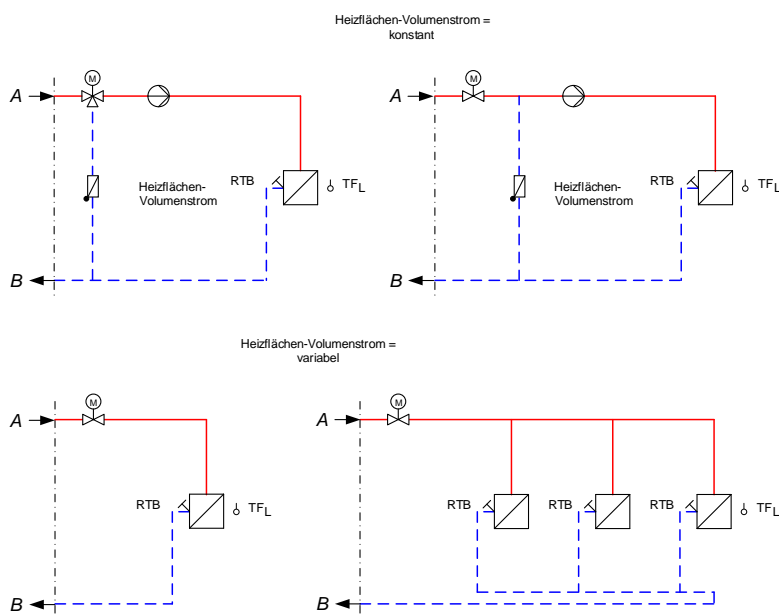 Heizflächen-Volumenstrom =
konstant
M
M
A
A
RTB
TFL
Heizflächen-
Volumenstrom
RTB
TFL
Heizflächen-
Volumenstrom
B
B
Heizflächen-Volumenstrom =
variabel
M
M
A
A
RTB
TFL
RTB
RTB
RTB
TFL
B
B